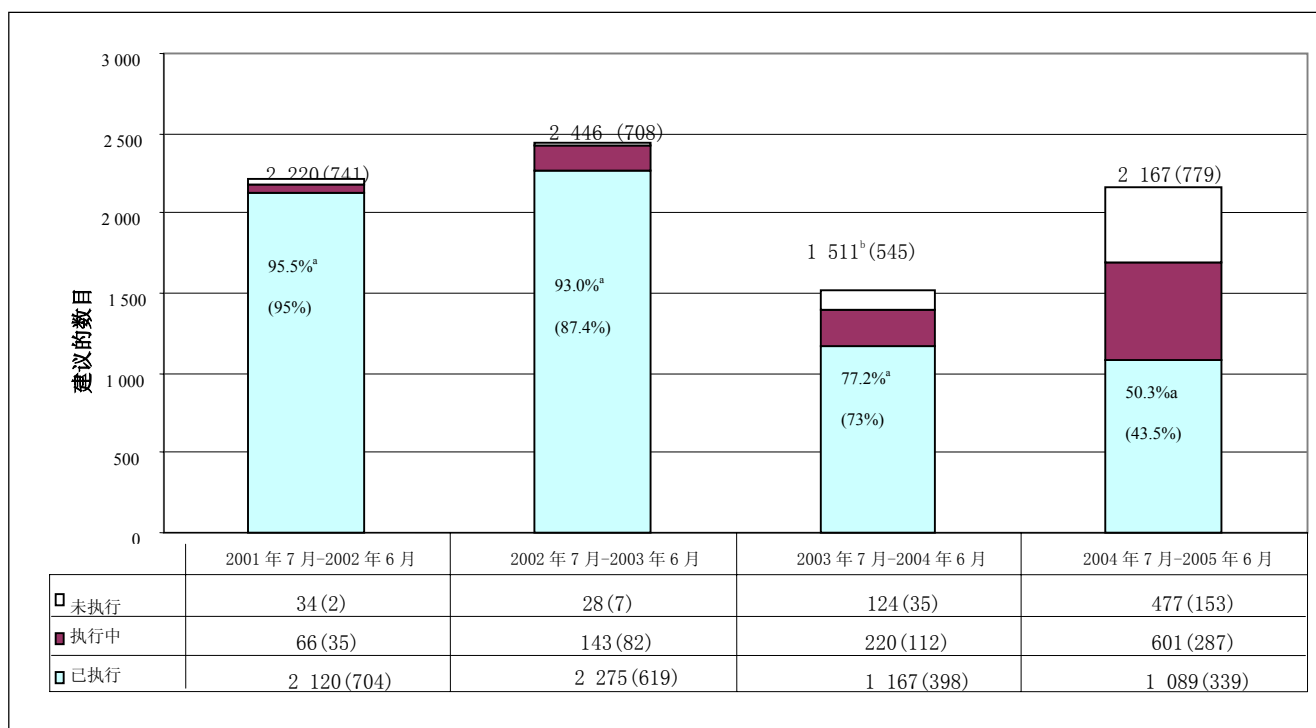 建议的数目
3 000
2 500
2 000
1 500
1 000
500
0
2 220(741)
2 446 (708)
1 511ᵇ(545)
2 167(779)
95.5%ᵃ
(95%)
93.0%ᵃ
(87.4%)
77.2%ᵃ
(73%)
50.3%a
(43.5%)
2001 年 7 月-2002 年 6 月 2002 年 7 月-2003 年 6 月 2003 年 7 月-2004 年 6 月 2004 年 7 月-2005 年 6 月
未执行 34(2) 28(7) 124(35) 477(153)
执行中 66(35) 143(82) 220(112) 601(287)
已执行 2 120(704) 2 275(619) 1 167(398) 1 089(339)